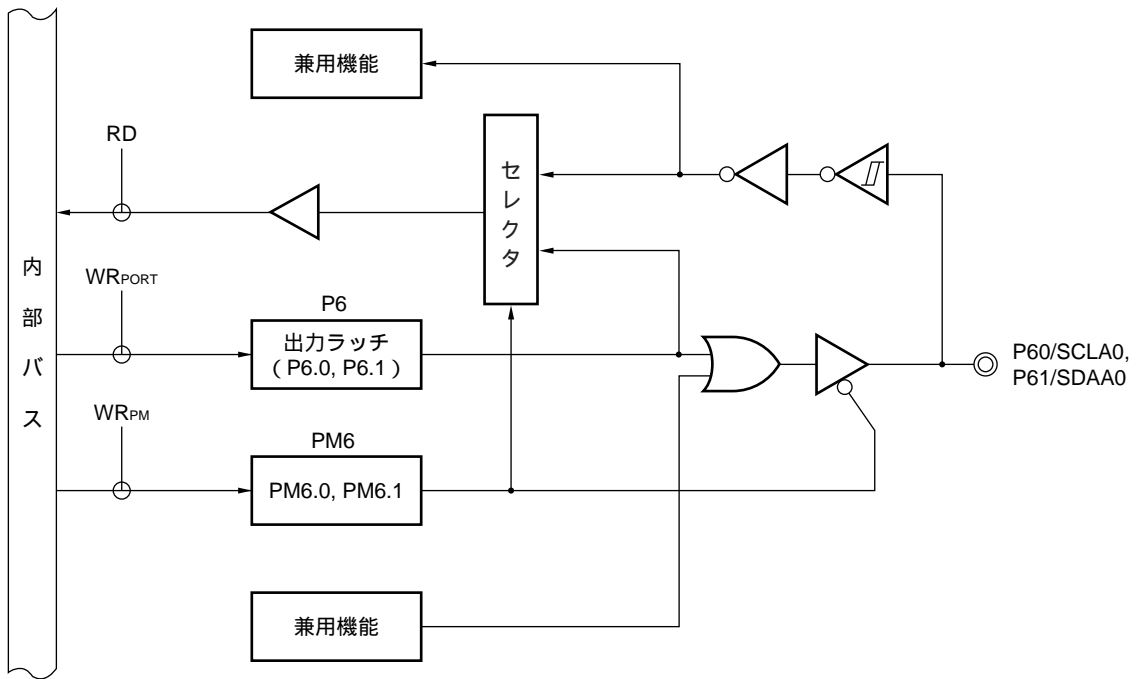 兼用機能
RD
セレクタ
内部バス
WRPORT
P6
出力ラッチ
(P6.0, P6.1)
P60/SCLA0,
P61/SDAA0
WRPM
PM6
PM6.0, PM6.1
兼用機能